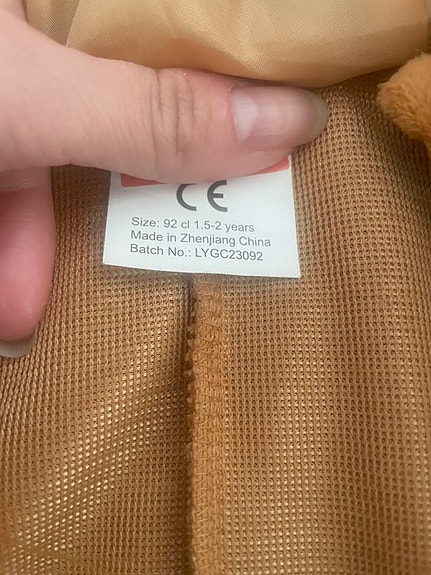 CE
Size: 92 cl 1.5-2 years
Made in Zhenjiang China
Batch No.: LYGC23092